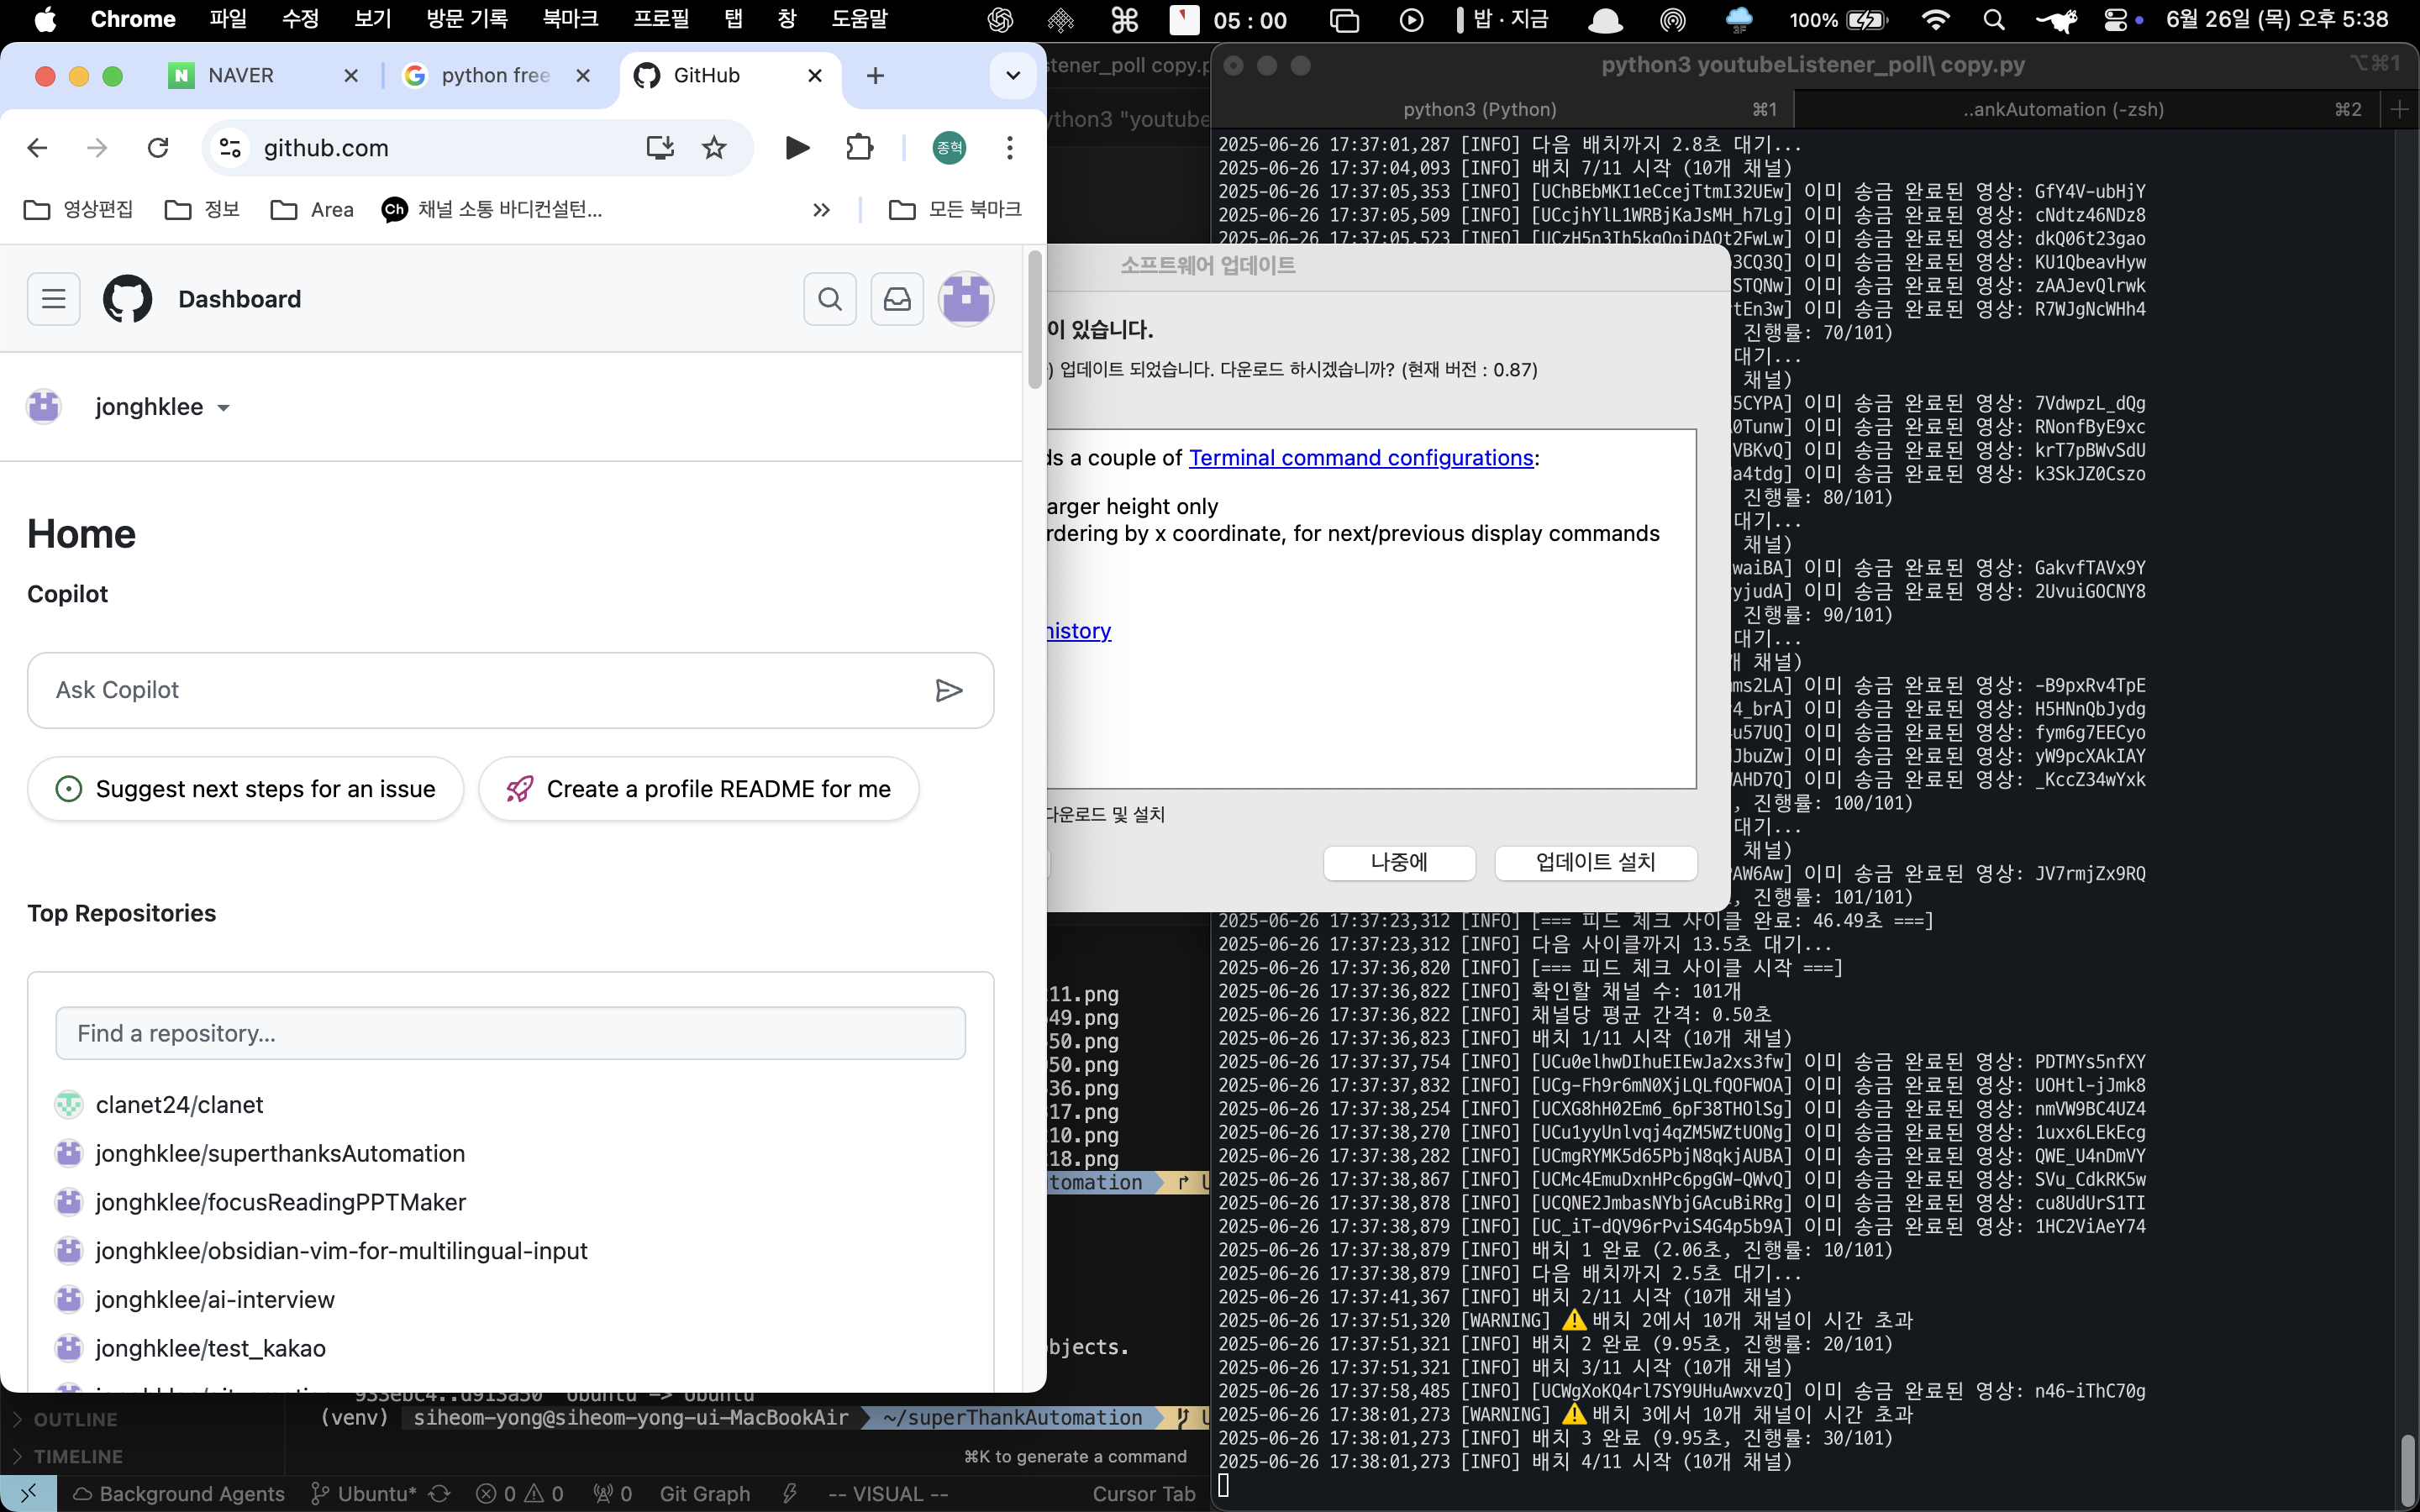 Chrome 파일 수정 보기 방문 기록 북마크 프로필 탭 창 도움말 05 : 00 밥 · 지금 100% 6월 26일 (목) 오후 5:38
NAVER
python free
GitHub
github.com
종혁
영상편집 정보 Area 채널 소통 바디컨설턴... 모든 북마크
Dashboard
jonghklee
Home
Copilot
Ask Copilot
Suggest next steps for an issue
Create a profile README for me
Top Repositories
Find a repository...
clanet24/clanet
jonghklee/superthanksAutomation
jonghklee/focusReadingPPTMaker
jonghklee/obsidian-vim-for-multilingual-input
jonghklee/ai-interview
jonghklee/test_kakao
소프트웨어 업데이트
이 있습니다.
) 업데이트 되었습니다. 다운로드 하시겠습니까? (현재 버전 : 0.87)
ds a couple of Terminal command configurations:
arger height only
rdering by x coordinate, for next/previous display commands
history
다운로드 및 설치
나중에
업데이트 설치
stener_poll copy.p
ython3 "youtube
11.png
49.png
50.png
50.png
36.png
17.png
10.png
18.png
tomation
bjects.
(venv) siheom-yong@siheom-yong-ui-MacBookAir ~/superThankAutomation
OUTLINE
TIMELINE
⌘K to generate a command
Background Agents Ubuntu* 0 0 0 Git Graph -- VISUAL -- Cursor Tab
python3 youtubeListener_poll\ copy.py ⌥⌘1
python3 (Python) ⌘1
..ankAutomation (-zsh) ⌘2
2025-06-26 17:37:01,287 [INFO] 다음 배치까지 2.8초 대기...
2025-06-26 17:37:04,093 [INFO] 배치 7/11 시작 (10개 채널)
2025-06-26 17:37:05,353 [INFO] [UChBEbMKI1eCcejTtmI32UEw] 이미 송금 완료된 영상: GfY4V-ubHjY
2025-06-26 17:37:05,509 [INFO] [UCcjhYlL1WRBjKaJsMH_h7Lg] 이미 송금 완료된 영상: cNdtz46NDz8
2025-06-26 17:37:05,523 [INFO] [UCzH5n3Ih5kgQoiDAQt2FwLw] 이미 송금 완료된 영상: dkQ06t23gao
3CQ3Q] 이미 송금 완료된 영상: KU1QbeavHyw
STQNw] 이미 송금 완료된 영상: zAAJevQlrwk
rtEn3w] 이미 송금 완료된 영상: R7WJgNcWHh4
진행률: 70/101)
대기...
채널)
5CYPA] 이미 송금 완료된 영상: 7VdwpzL_dQg
0Tunw] 이미 송금 완료된 영상: RNonfByE9xc
VBKvQ] 이미 송금 완료된 영상: krT7pBWvSdU
a4tdg] 이미 송금 완료된 영상: k3SkJZ0Cszo
진행률: 80/101)
대기...
채널)
waiBA] 이미 송금 완료된 영상: GakvfTAVx9Y
yjudA] 이미 송금 완료된 영상: 2UvuiGOCNY8
진행률: 90/101)
대기...
개 채널)
ms2LA] 이미 송금 완료된 영상: -B9pxRv4TpE
4_brA] 이미 송금 완료된 영상: H5HNnQbJydg
u57UQ] 이미 송금 완료된 영상: fym6g7EECyo
JbuZw] 이미 송금 완료된 영상: yW9pcXAkIAY
AHD7Q] 이미 송금 완료된 영상: _KccZ34wYxk
, 진행률: 100/101)
대기...
채널)
AW6Aw] 이미 송금 완료된 영상: JV7rmjZx9RQ
, 진행률: 101/101)
2025-06-26 17:37:23,312 [INFO] [=== 피드 체크 사이클 완료: 46.49초 ===]
2025-06-26 17:37:23,312 [INFO] 다음 사이클까지 13.5초 대기...
2025-06-26 17:37:36,820 [INFO] [=== 피드 체크 사이클 시작 ===]
2025-06-26 17:37:36,822 [INFO] 확인할 채널 수: 101개
2025-06-26 17:37:36,822 [INFO] 채널당 평균 간격: 0.50초
2025-06-26 17:37:36,823 [INFO] 배치 1/11 시작 (10개 채널)
2025-06-26 17:37:37,754 [INFO] [UCu0elhwDIhuEIEwJa2xs3fw] 이미 송금 완료된 영상: PDTMYs5nfXY
2025-06-26 17:37:37,832 [INFO] [UCg-Fh9r6mN0XjLQLfQOFWOA] 이미 송금 완료된 영상: UOHtl-jJmk8
2025-06-26 17:37:38,254 [INFO] [UCXG8hH02Em6_6pF38THOlSg] 이미 송금 완료된 영상: nmVW9BC4UZ4
2025-06-26 17:37:38,270 [INFO] [UCu1yyUnlvqj4qZM5WZtUONg] 이미 송금 완료된 영상: 1uxx6LEkEcg
2025-06-26 17:37:38,282 [INFO] [UCmgRYMK5d65PbjN8qkjAUBA] 이미 송금 완료된 영상: QWE_U4nDmVY
2025-06-26 17:37:38,867 [INFO] [UCMc4EmuDxnHPc6pgGW-QWvQ] 이미 송금 완료된 영상: SVu_CdkRK5w
2025-06-26 17:37:38,878 [INFO] [UCQNE2JmbasNYbjGAcuBiRRg] 이미 송금 완료된 영상: cu8UdUrS1TI
2025-06-26 17:37:38,879 [INFO] [UC_iT-dQV96rPviS4G4p5b9A] 이미 송금 완료된 영상: 1HC2ViAeY74
2025-06-26 17:37:38,879 [INFO] 배치 1 완료 (2.06초, 진행률: 10/101)
2025-06-26 17:37:38,879 [INFO] 다음 배치까지 2.5초 대기...
2025-06-26 17:37:41,367 [INFO] 배치 2/11 시작 (10개 채널)
2025-06-26 17:37:51,320 [WARNING] ⚠️배치 2에서 10개 채널이 시간 초과
2025-06-26 17:37:51,321 [INFO] 배치 2 완료 (9.95초, 진행률: 20/101)
2025-06-26 17:37:51,321 [INFO] 배치 3/11 시작 (10개 채널)
2025-06-26 17:37:58,485 [INFO] [UCWgXoKQ4rl7SY9UHuAwxvzQ] 이미 송금 완료된 영상: n46-iThC70g
2025-06-26 17:38:01,273 [WARNING] ⚠️배치 3에서 10개 채널이 시간 초과
2025-06-26 17:38:01,273 [INFO] 배치 3 완료 (9.95초, 진행률: 30/101)
2025-06-26 17:38:01,273 [INFO] 배치 4/11 시작 (10개 채널)